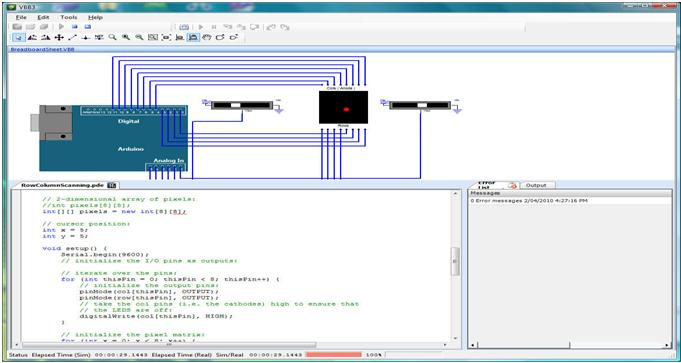 VBB3
File Edit Tools Help
BreadboardSheet.VBB
Cols ( Anode )
Digital
Arduino
Analog In
Rows
RowColumnScanning.pde
Error List
Output
Messages
0 Error messages 2/04/2010 4:27:16 PM
// 2-dimensional array of pixels:
//int pixels[8][8];
int[][] pixels = new int[8][8];
// cursor position:
int x = 5;
int y = 5;
void setup() {
Serial.begin(9600);
// initialize the I/O pins as outputs:
// iterate over the pins:
for (int thisPin = 0; thisPin < 8; thisPin++) {
// initialize the output pins:
pinMode(col[thisPin], OUTPUT);
pinMode(row[thisPin], OUTPUT);
// take the col pins (i.e. the cathodes) high to ensure that
// the LEDS are off:
digitalWrite(col[thisPin], HIGH);
}
// initialize the pixel matrix:
for (int x = 0; x < 8; x++) {
Status Elapsed Time (Sim) 00:00:29.1443 Elapsed Time (Real) Sim/Real 00:00:29.1443 100%